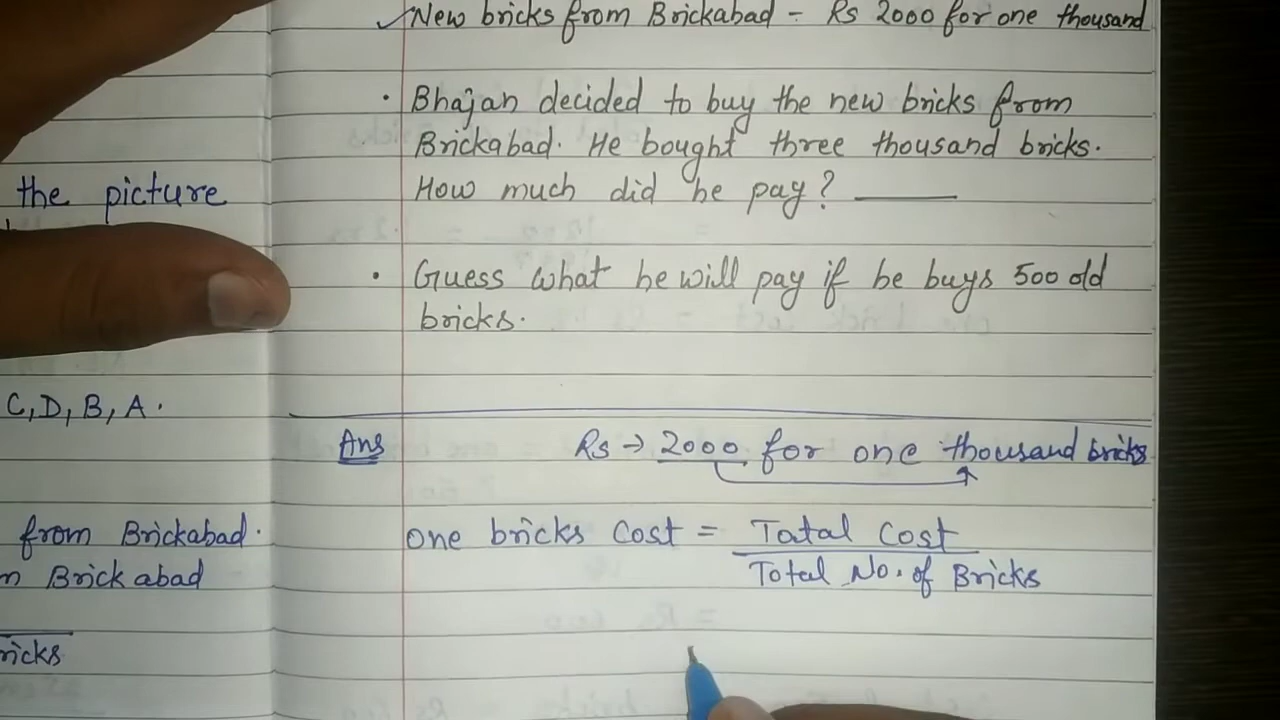 New bricks from Brickabad - Rs 2000 for one thousand
• Bhajan decided to buy the new bricks from
Brickabad. He bought three thousand bricks.
How much did he pay?
• Guess what he will pay if he buys 500 old
bricks.
Ans Rs → 2000 for one thousand bricks
one bricks Cost = Total Cost
Total No. of Bricks
the picture
C, D, B, A.
from Brickabad.
Brickabad